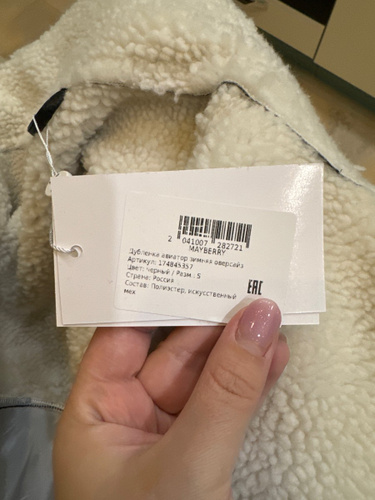 2 041007 282721
MAYBERRY
Дубленка авиатор зимняя оверсайз
Артикул: 174845357
Цвет: Черный / Разм.: S
Страна: Россия
Состав: Полиэстер, искусственный
мех
EAC